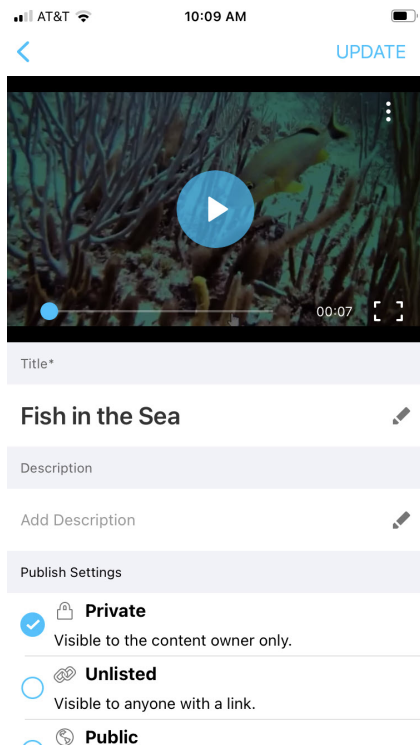 AT&T
10:09 AM
UPDATE
00:07
Title*
Fish in the Sea
Description
Add Description
Publish Settings
Private
Visible to the content owner only.
Unlisted
Visible to anyone with a link.
Public